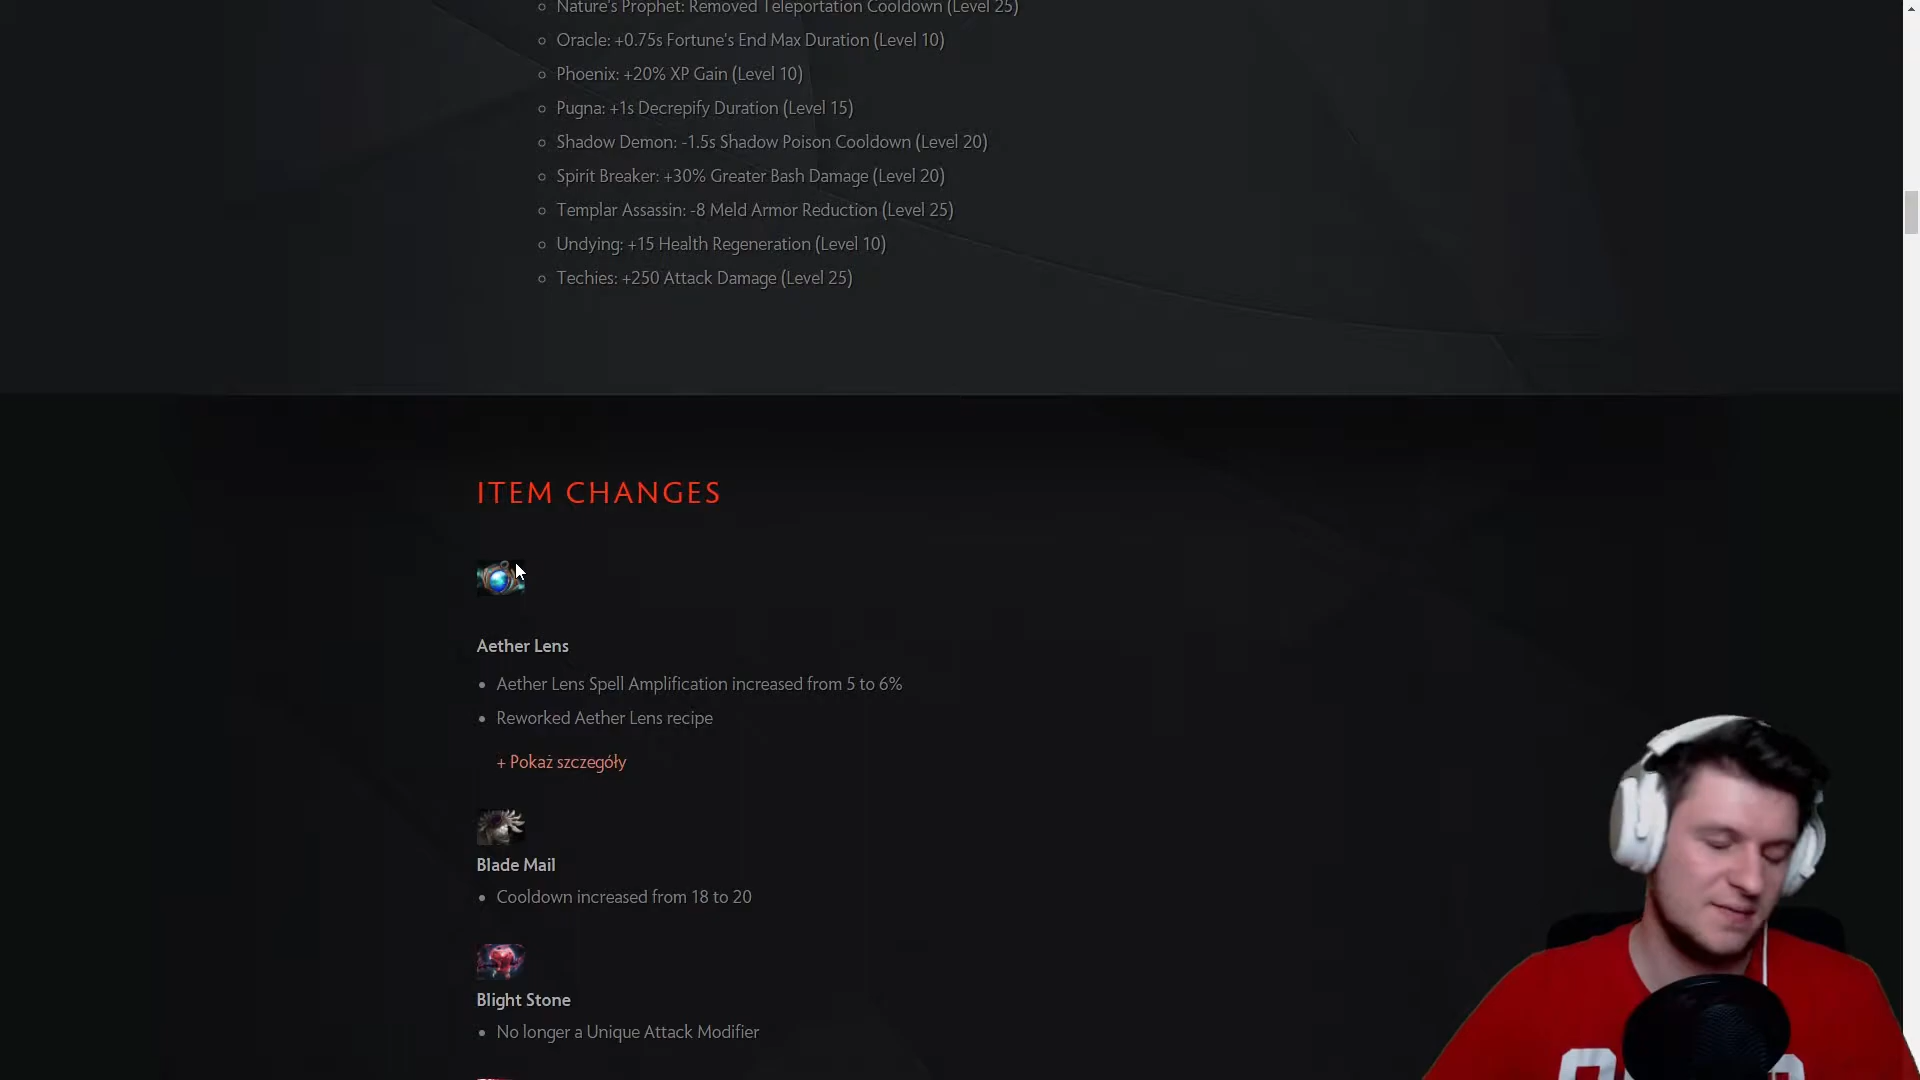 Nature's Prophet: Removed Teleportation Cooldown (Level 25)
Oracle: +0.75s Fortune's End Max Duration (Level 10)
Phoenix: +20% XP Gain (Level 10)
Pugna: +1s Decrepify Duration (Level 15)
Shadow Demon: -1.5s Shadow Poison Cooldown (Level 20)
Spirit Breaker: +30% Greater Bash Damage (Level 20)
Templar Assassin: -8 Meld Armor Reduction (Level 25)
Undying: +15 Health Regeneration (Level 10)
Techies: +250 Attack Damage (Level 25)
ITEM CHANGES
Aether Lens
Aether Lens Spell Amplification increased from 5 to 6%
Reworked Aether Lens recipe
+ Pokaż szczegóły
Blade Mail
Cooldown increased from 18 to 20
Blight Stone
No longer a Unique Attack Modifier